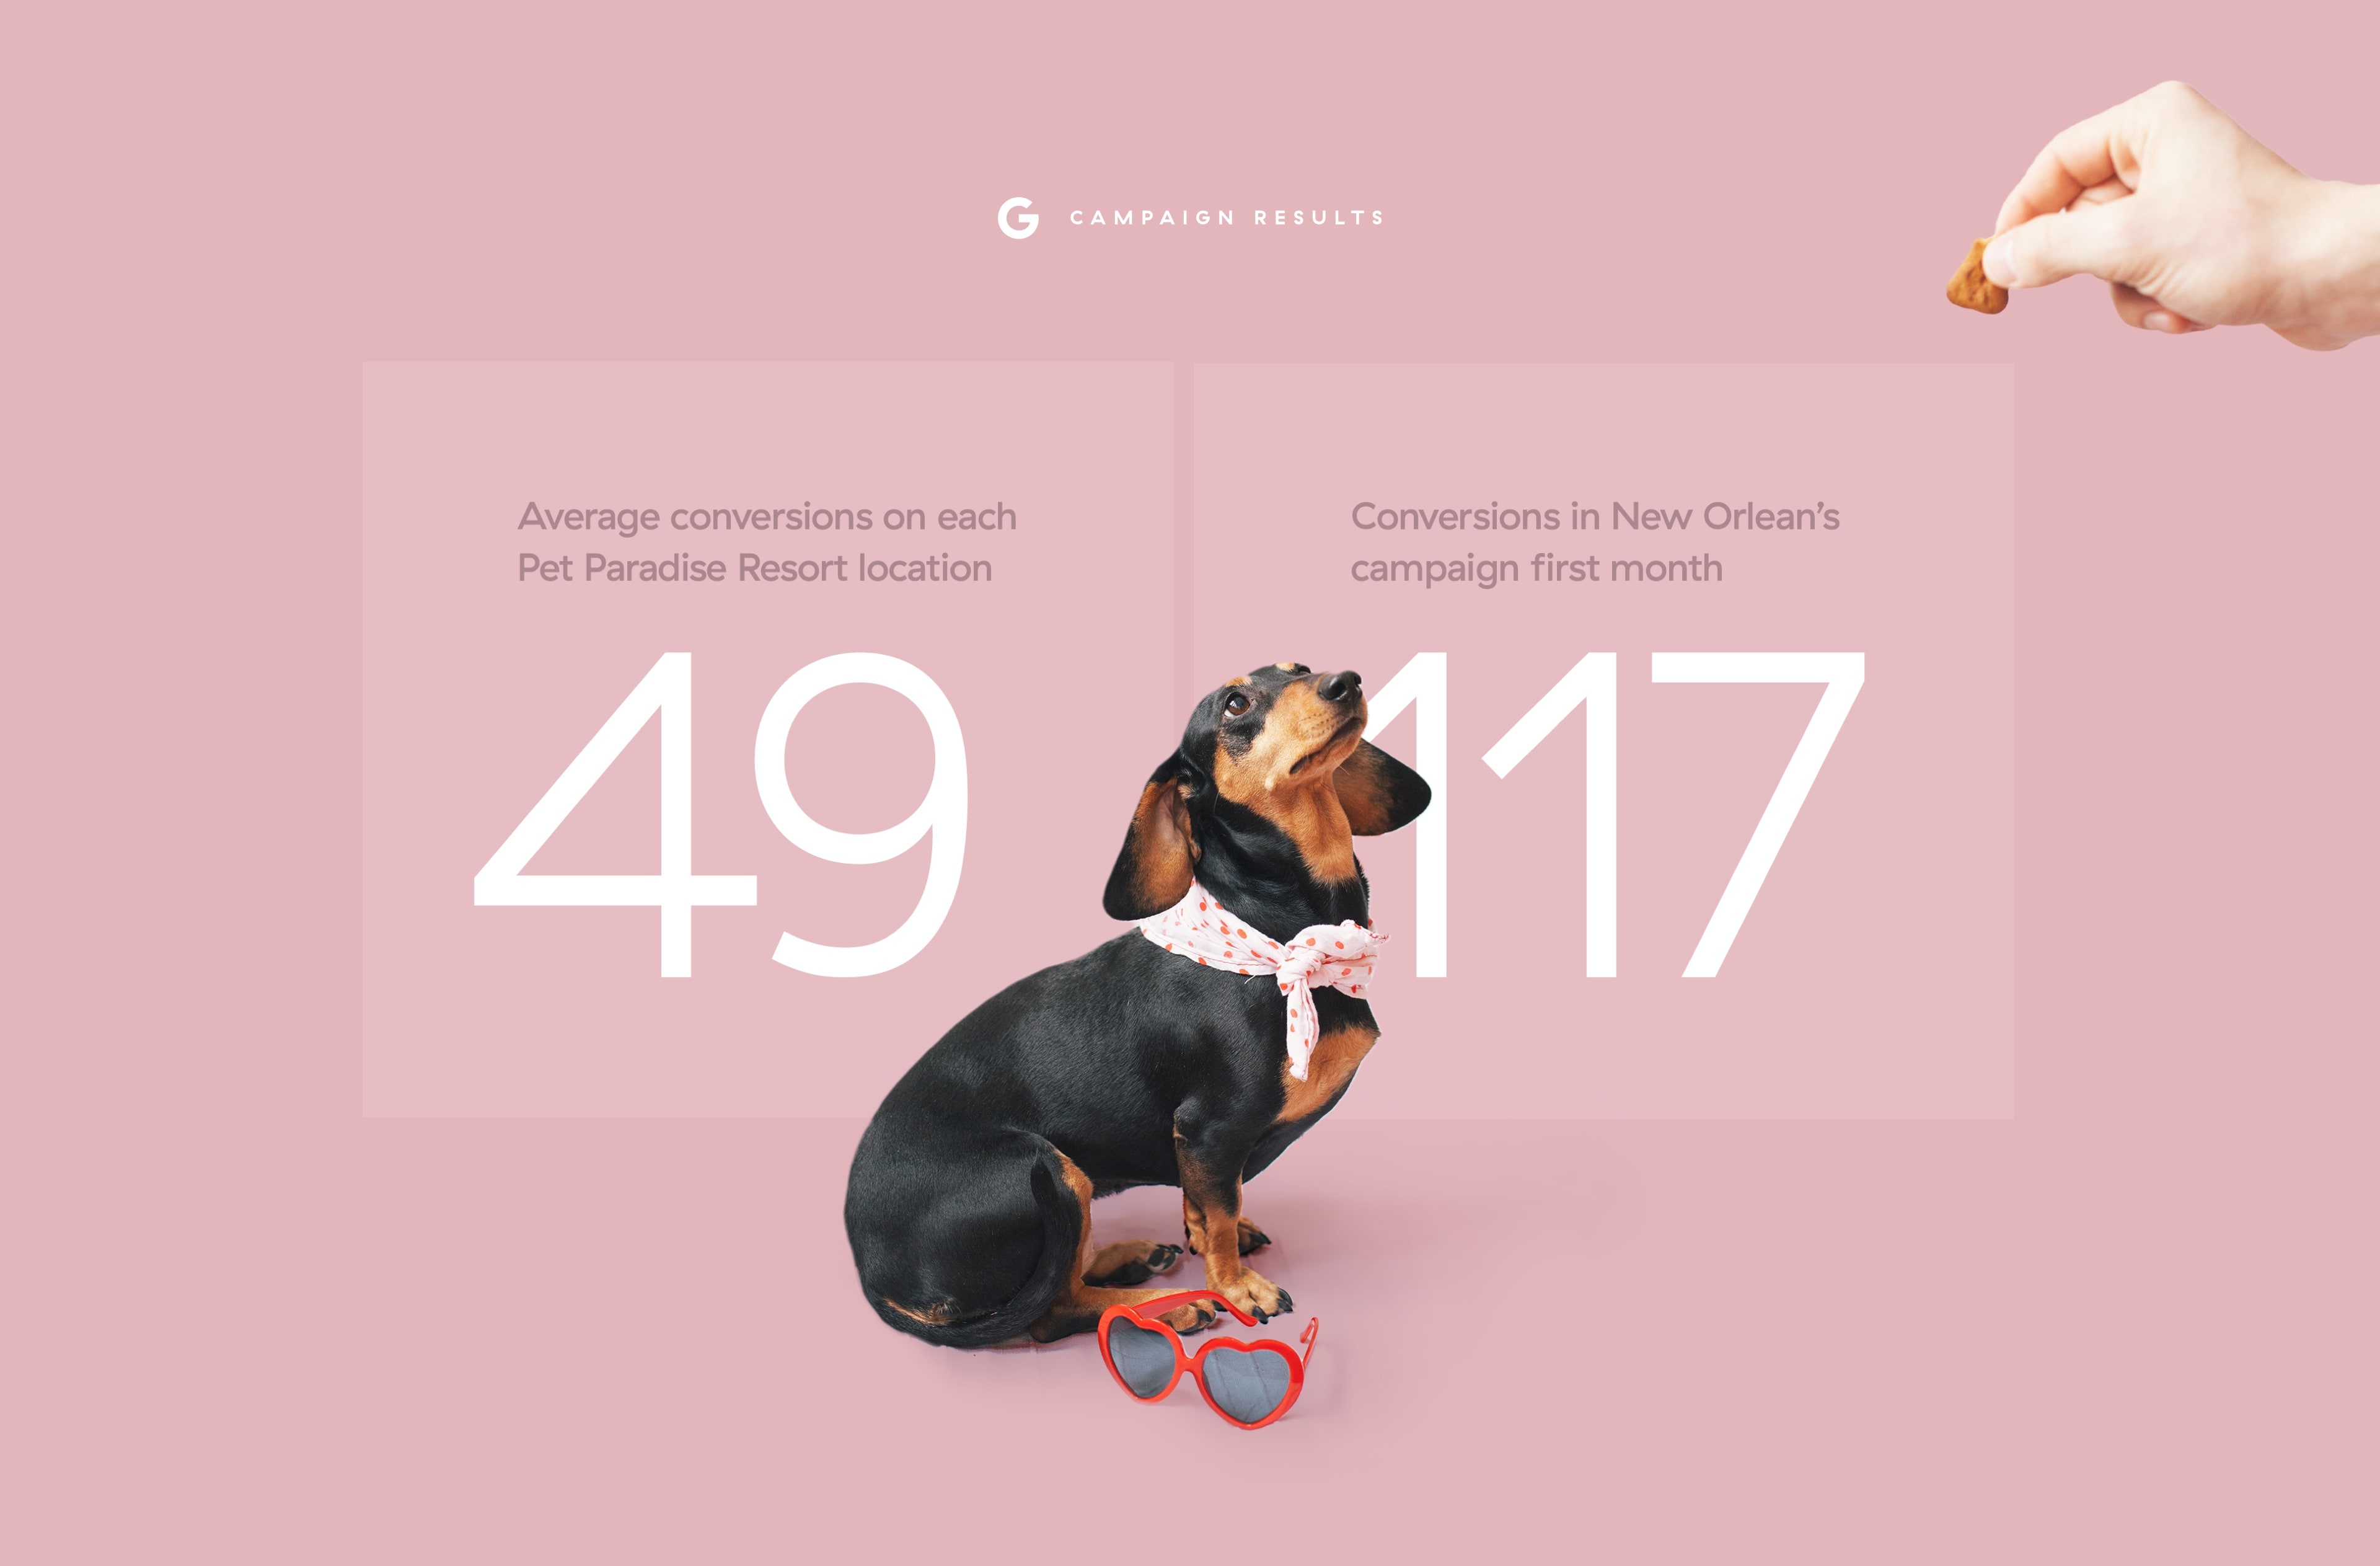 G CAMPAIGN RESULTS
Average conversions on each
Pet Paradise Resort location
49
Conversions in New Orlean’s
campaign first month
117